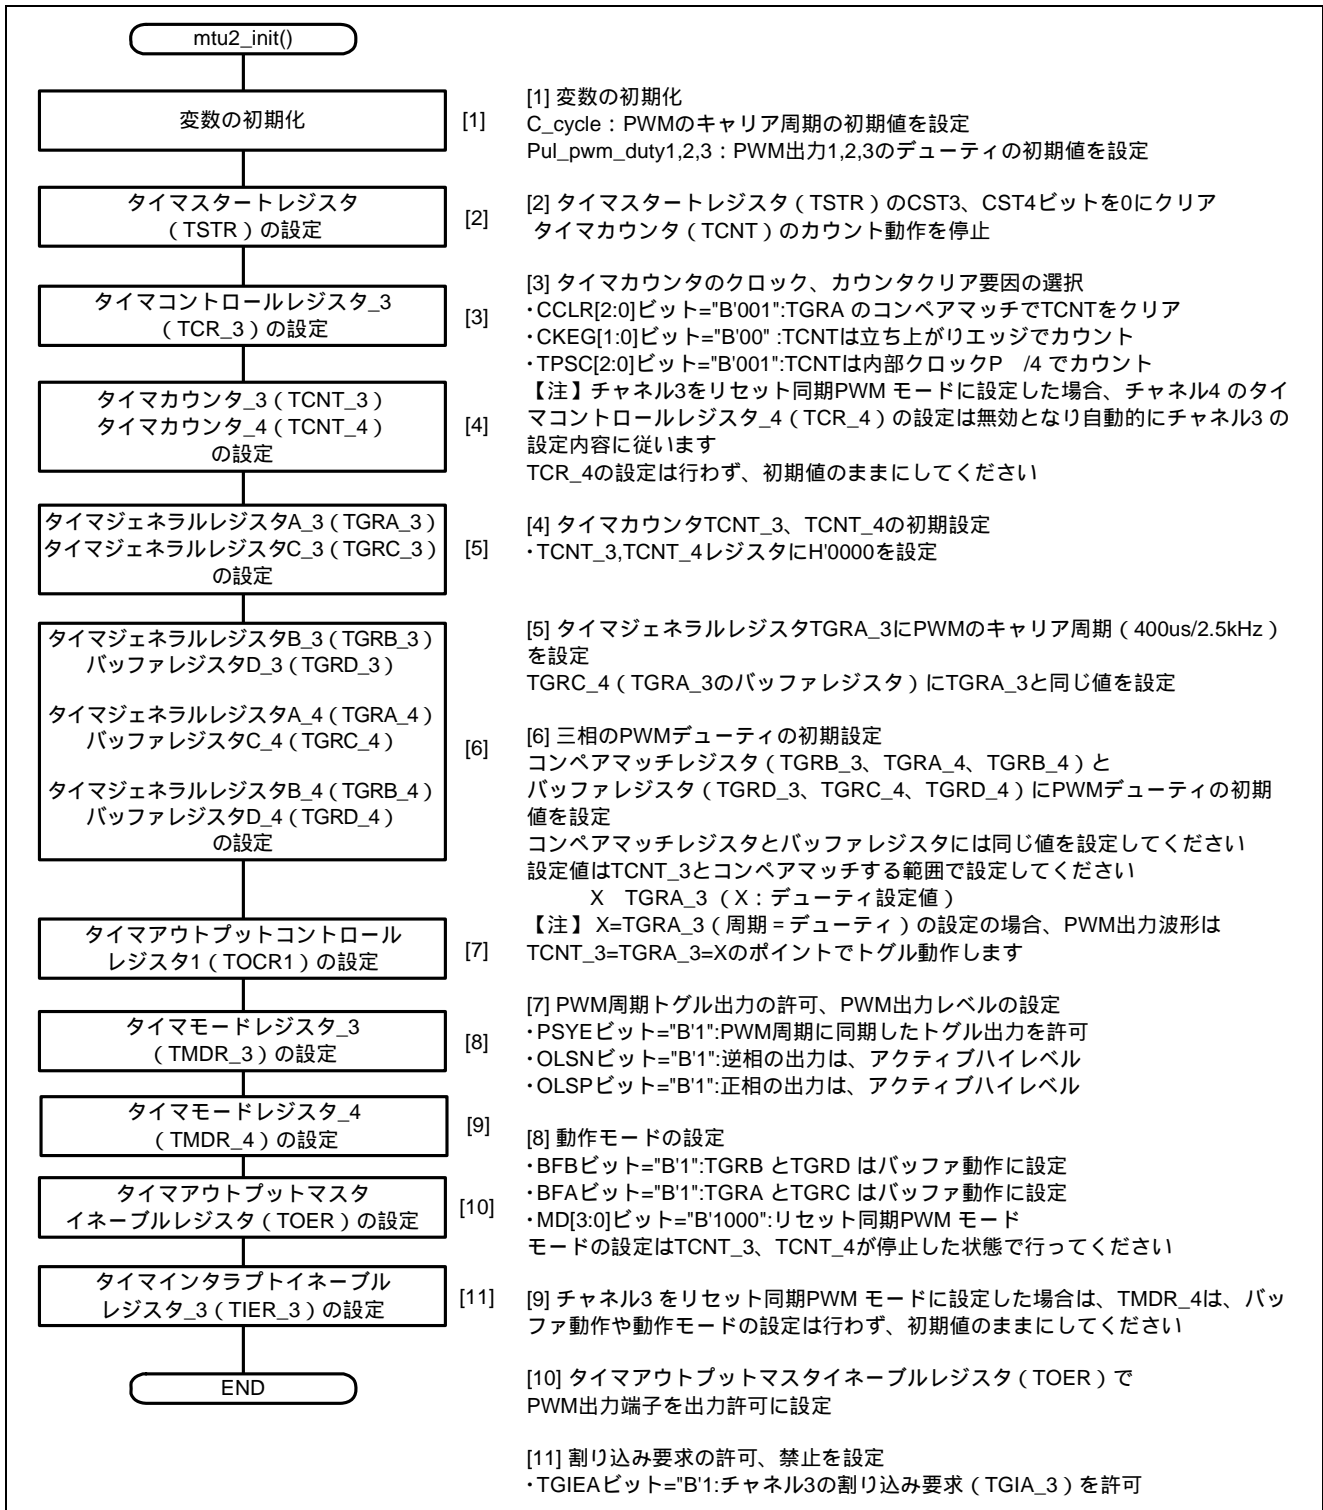 mtu2_init()
変数の初期化
[1]
タイマスタートレジスタ
(TSTR)の設定
[2]
タイマコントロールレジスタ_3
(TCR_3)の設定
[3]
タイマカウンタ_3(TCNT_3)
タイマカウンタ_4(TCNT_4)
の設定
[4]
タイマジェネラルレジスタA_3(TGRA_3)
タイマジェネラルレジスタC_3(TGRC_3)
の設定
[5]
タイマジェネラルレジスタB_3(TGRB_3)
バッファレジスタD_3(TGRD_3)
タイマジェネラルレジスタA_4(TGRA_4)
バッファレジスタC_4(TGRC_4)
タイマジェネラルレジスタB_4(TGRB_4)
バッファレジスタD_4(TGRD_4)
の設定
[6]
タイマアウトプットコントロール
レジスタ1(TOCR1)の設定
[7]
タイマモードレジスタ_3
(TMDR_3)の設定
[8]
タイマモードレジスタ_4
(TMDR_4)の設定
[9]
タイマアウトプットマスタ
イネーブルレジスタ(TOER)の設定
[10]
タイマインタラプトイネーブル
レジスタ_3(TIER_3)の設定
[11]
END
[1] 変数の初期化
C_cycle:PWMのキャリア周期の初期値を設定
Pul_pwm_duty1,2,3:PWM出力1,2,3のデューティの初期値を設定
[2] タイマスタートレジスタ(TSTR)のCST3、CST4ビットを0にクリア
タイマカウンタ(TCNT)のカウント動作を停止
[3] タイマカウンタのクロック、カウンタクリア要因の選択
・CCLR[2:0]ビット="B'001":TGRA のコンペアマッチでTCNTをクリア
・CKEG[1:0]ビット="B'00" :TCNTは立ち上がりエッジでカウント
・TPSC[2:0]ビット="B'001":TCNTは内部クロックP /4 でカウント
【注】チャネル3をリセット同期PWM モードに設定した場合、チャネル4 のタイ
マコントロールレジスタ_4(TCR_4)の設定は無効となり自動的にチャネル3 の
設定内容に従います
TCR_4の設定は行わず、初期値のままにしてください
[4] タイマカウンタTCNT_3、TCNT_4の初期設定
・TCNT_3,TCNT_4レジスタにH'0000を設定
[5] タイマジェネラルレジスタTGRA_3にPWMのキャリア周期(400us/2.5kHz)
を設定
TGRC_4(TGRA_3のバッファレジスタ)にTGRA_3と同じ値を設定
[6] 三相のPWMデューティの初期設定
コンペアマッチレジスタ(TGRB_3、TGRA_4、TGRB_4)と
バッファレジスタ(TGRD_3、TGRC_4、TGRD_4)にPWMデューティの初期
値を設定
コンペアマッチレジスタとバッファレジスタには同じ値を設定してください
設定値はTCNT_3とコンペアマッチする範囲で設定してください
X TGRA_3 (X:デューティ設定値)
【注】 X=TGRA_3(周期=デューティ)の設定の場合、PWM出力波形は
TCNT_3=TGRA_3=Xのポイントでトグル動作します
[7] PWM周期トグル出力の許可、PWM出力レベルの設定
・PSYEビット="B'1":PWM周期に同期したトグル出力を許可
・OLSNビット="B'1":逆相の出力は、アクティブハイレベル
・OLSPビット="B'1":正相の出力は、アクティブハイレベル
[8] 動作モードの設定
・BFBビット="B'1":TGRB とTGRD はバッファ動作に設定
・BFAビット="B'1":TGRA とTGRC はバッファ動作に設定
・MD[3:0]ビット="B'1000":リセット同期PWM モード
モードの設定はTCNT_3、TCNT_4が停止した状態で行ってください
[9] チャネル3 をリセット同期PWM モードに設定した場合は、TMDR_4は、バッ
ファ動作や動作モードの設定は行わず、初期値のままにしてください
[10] タイマアウトプットマスタイネーブルレジスタ(TOER)で
PWM出力端子を出力許可に設定
[11] 割り込み要求の許可、禁止を設定
・TGIEAビット="B'1:チャネル3の割り込み要求(TGIA_3)を許可